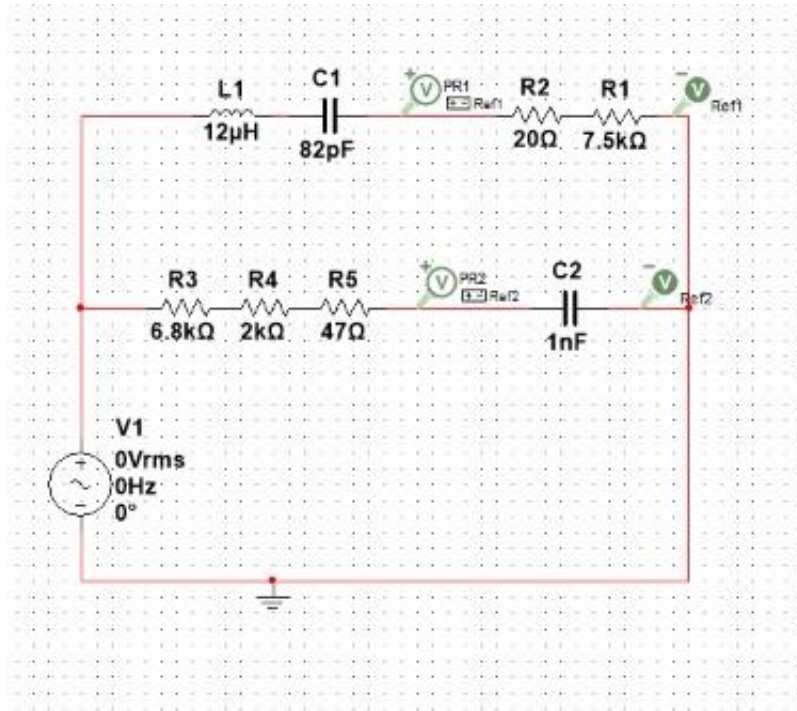 L1
12µH
C1
82pF
V
PR1
Ref1
R2
20Ω
R1
7.5kΩ
V
Ref1
R3
6.8kΩ
R4
2kΩ
R5
47Ω
V
PR2
Ref2
C2
1nF
V
Ref2
V1
0Vrms
0Hz
0°